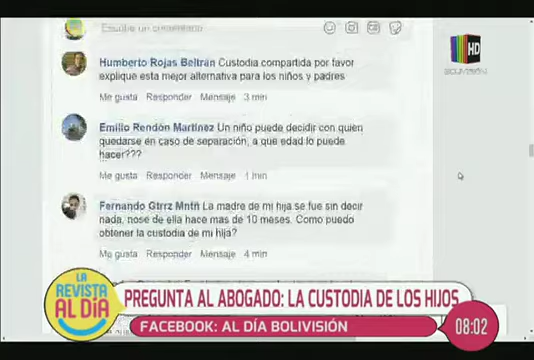 Escribe un comentario
HD
BOLIVISIÓN
Humberto Rojas Beltran Custodia compartida por favor
explique esta mejor alternativa para los niños y padres
Me gusta Responder Mensaje 3 min
Emilio Rendón Martínez Un niño puede decidir con quien
quedarse en caso de separación, a que edad lo puede
hacer???
Me gusta Responder Mensaje 1 min
Fernando Gtrrz Mntñ La madre de mi hija se fue sin decir
nada, nose de ella hace mas de 10 meses. Como puedo
obtener la custodia de mi hija?
Me gusta Responder Mensaje 4 min
LA
REVISTA
AL DÍA
PREGUNTA AL ABOGADO: LA CUSTODIA DE LOS HIJOS
FACEBOOK: AL DÍA BOLIVISIÓN
08:02